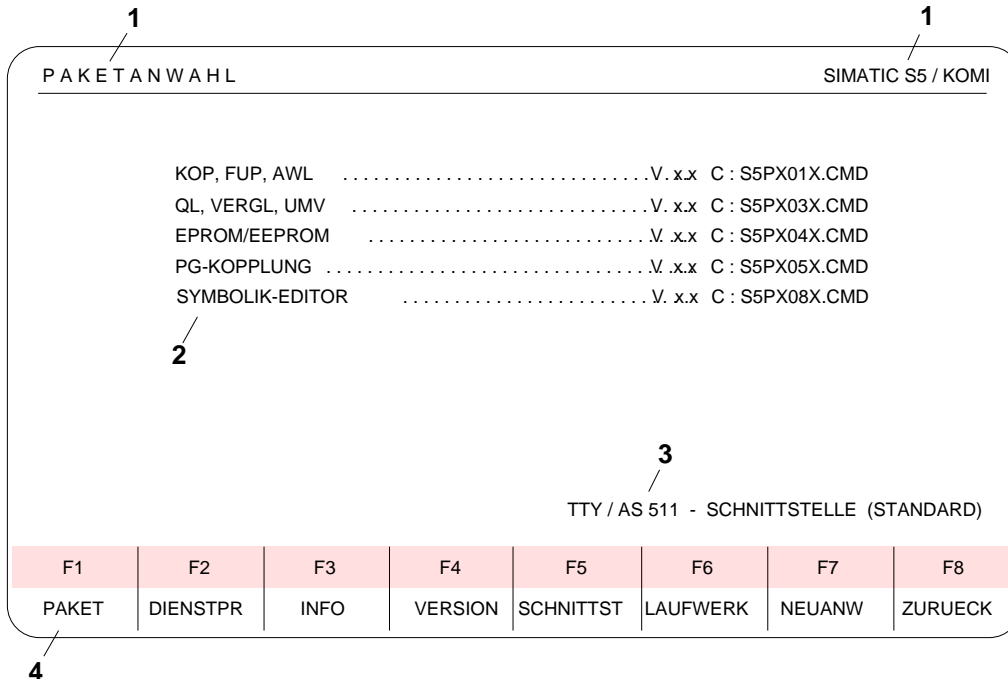 1 1
P A K E T A N W A H L SIMATIC S5 / KOMI
KOP, FUP, AWL . . . . . . . . . . . . . . . . . . . . . . . . . . . . . . V. x.x C : S5PX01X.CMD
QL, VERGL, UMV . . . . . . . . . . . . . . . . . . . . . . . . . . . . . V. x.x C : S5PX03X.CMD
EPROM/EEPROM . . . . . . . . . . . . . . . . . . . . . . . . . . . V. x.x C : S5PX04X.CMD
PG-KOPPLUNG . . . . . . . . . . . . . . . . . . . . . . . . . . . . . . . V. x.x C : S5PX05X.CMD
SYMBOLIK-EDITOR . . . . . . . . . . . . . . . . . . . . . . . . V. x.x C : S5PX08X.CMD
2
3
TTY / AS 511 - SCHNITTSTELLE (STANDARD)
F1 F2 F3 F4 F5 F6 F7 F8
PAKET DIENSTPR INFO VERSION SCHNITTST LAUFWERK NEUANW ZURUECK
4